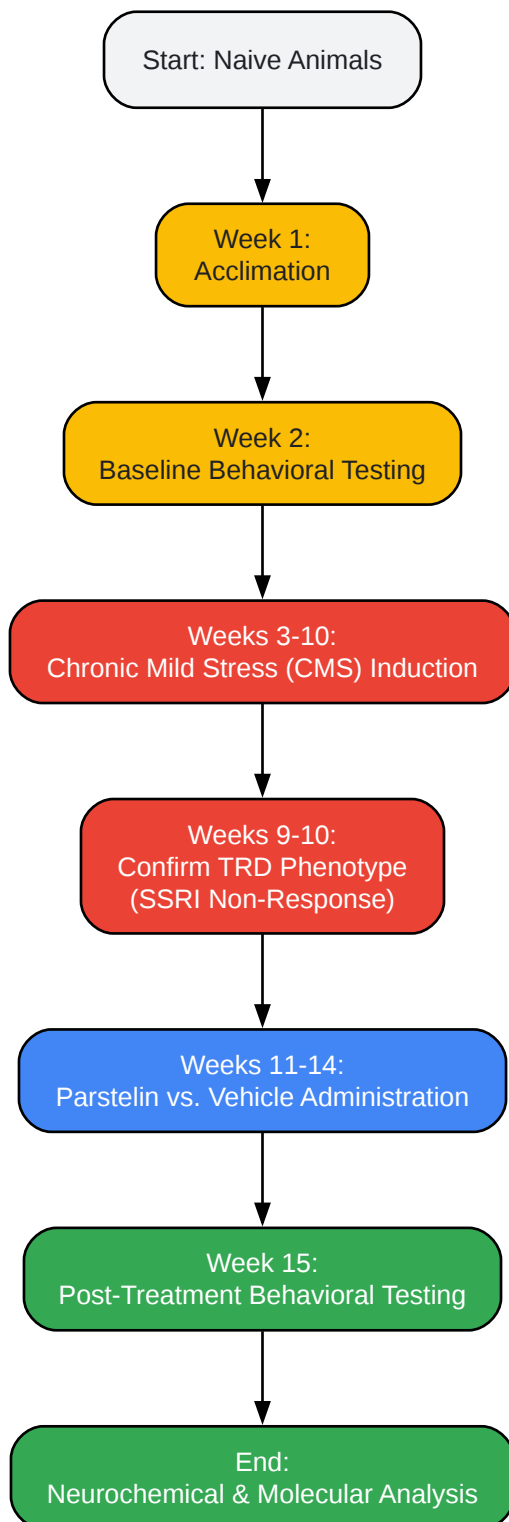 Start: Naive Animals
Week 1:
Acclimation
Week 2:
Baseline Behavioral Testing
Weeks 3-10:
Chronic Mild Stress (CMS) Induction
Weeks 9-10:
Confirm TRD Phenotype
(SSRI Non-Response)
Weeks 11-14:
Parstelin vs. Vehicle Administration
Week 15:
Post-Treatment Behavioral Testing
End:
Neurochemical & Molecular Analysis